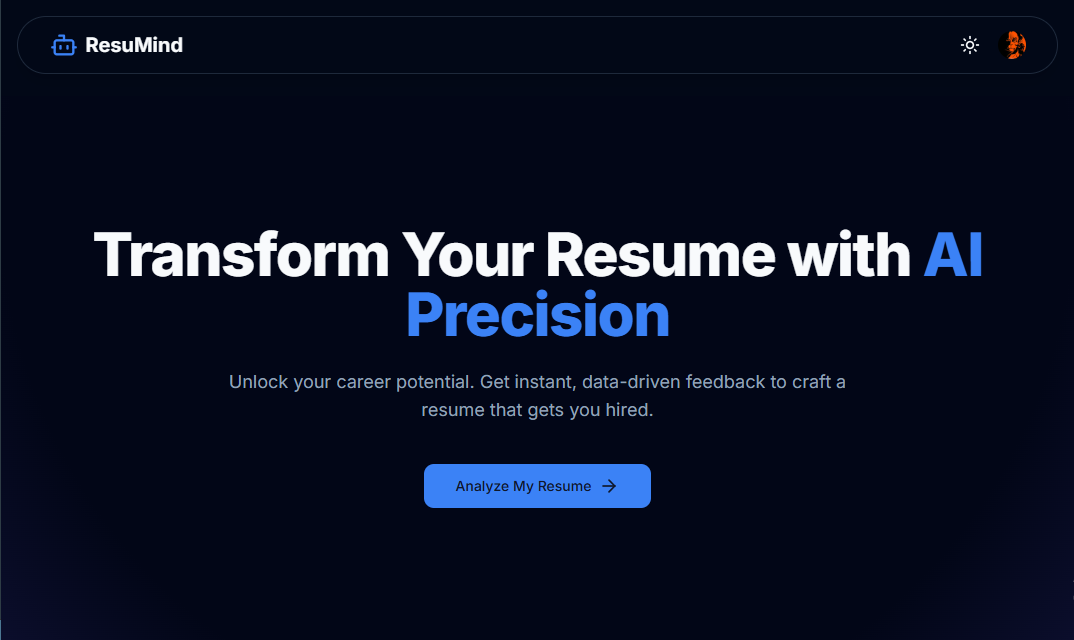 ResuMind
Transform Your Resume with AI
Precision
Unlock your career potential. Get instant, data-driven feedback to craft a
resume that gets you hired.
Analyze My Resume